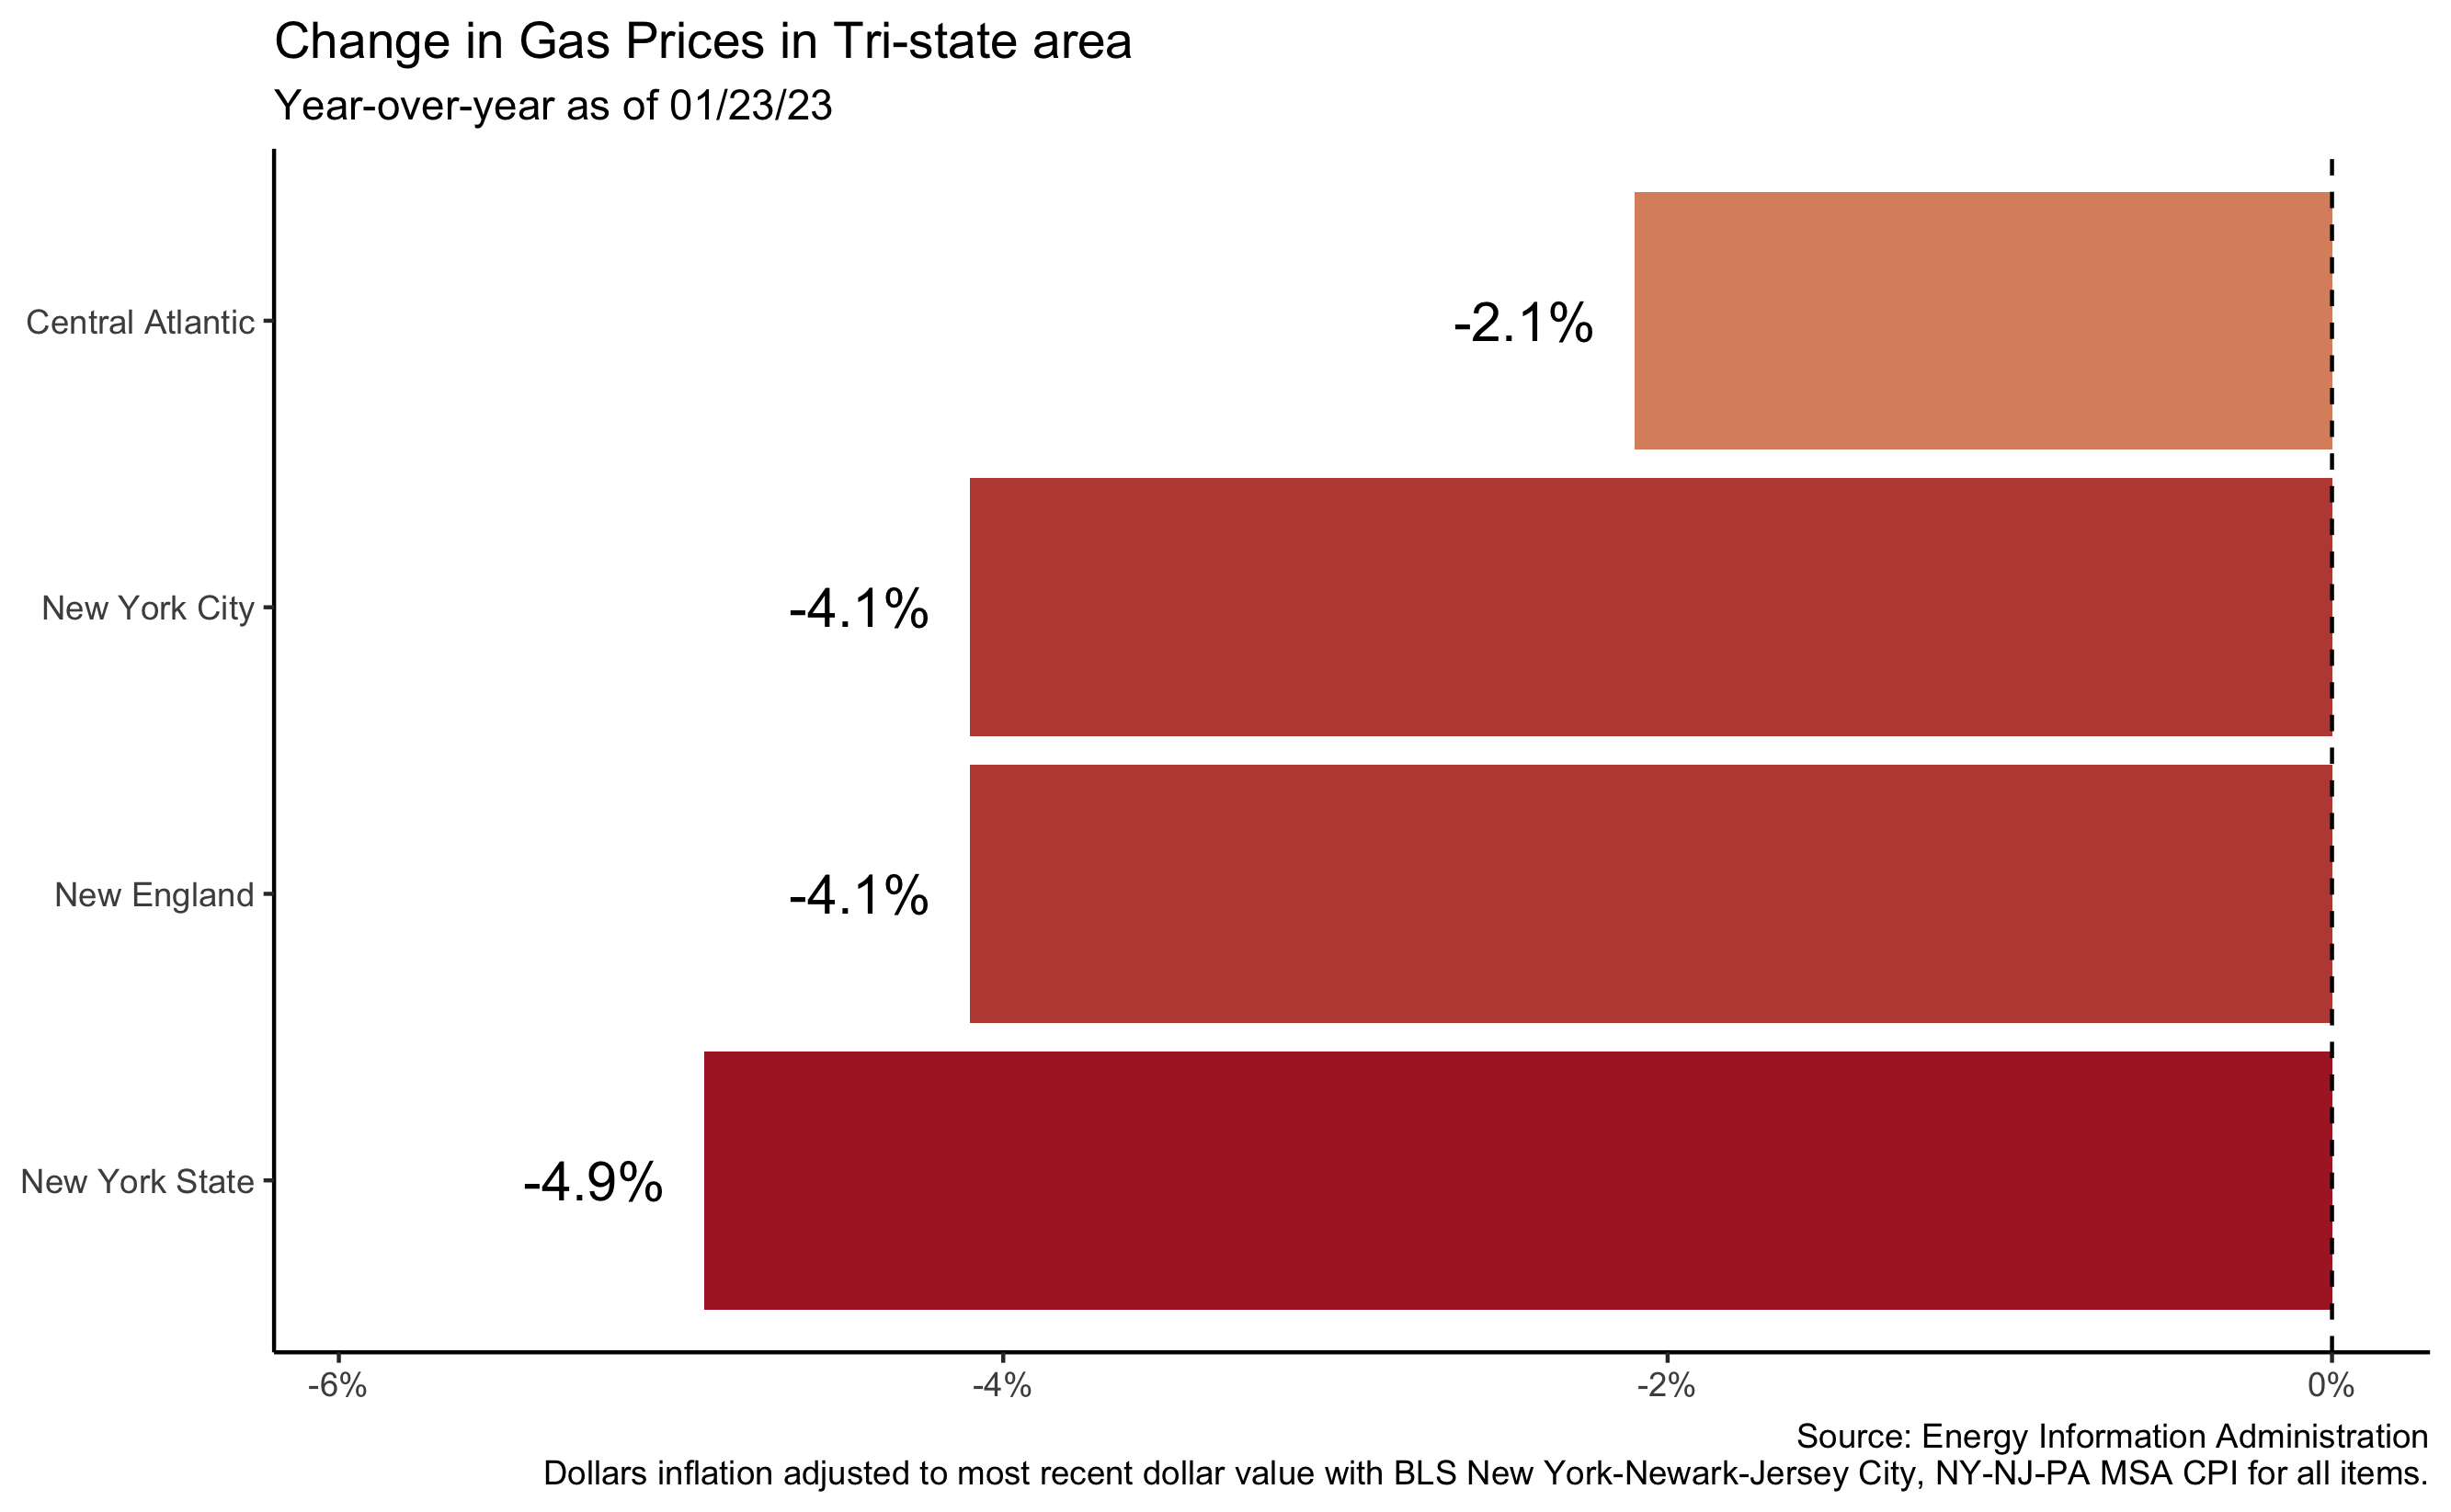 Change in Gas Prices in Tri-state area
Year-over-year as of 01/23/23
Central Atlantic
-2.1%
New York City
-4.1%
New England
-4.1%
New York State
-4.9%
-6%
-4%
-2%
0%
Source: Energy Information Administration
Dollars inflation adjusted to most recent dollar value with BLS New York-Newark-Jersey City, NY-NJ-PA MSA CPI for all items.